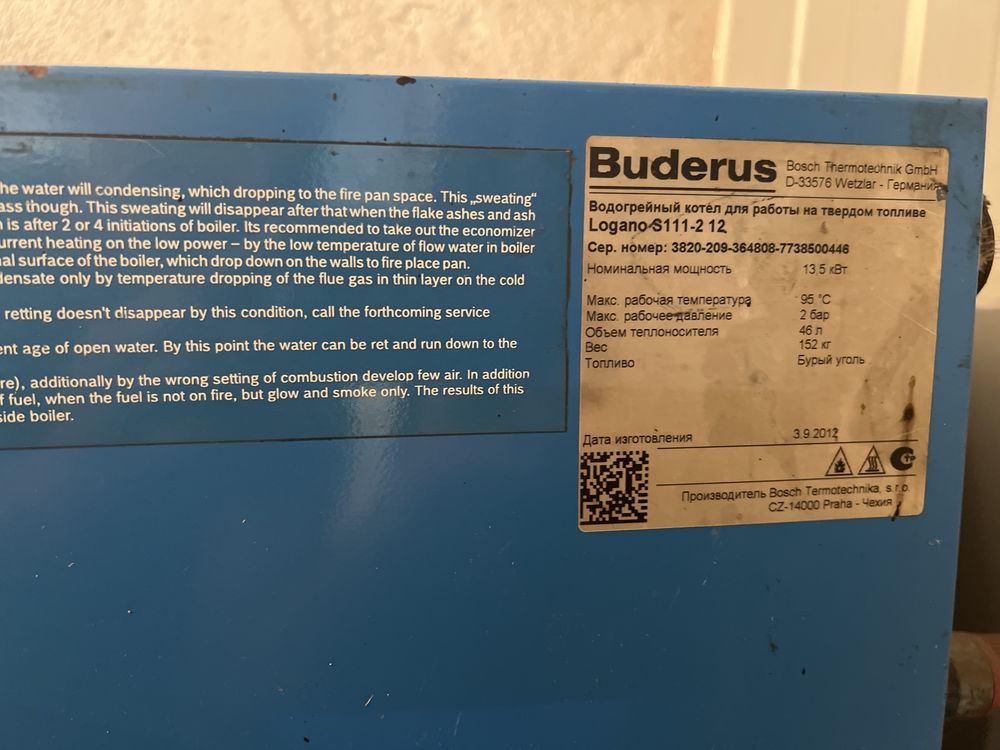 he water will condensing, which dropping to the fire pan space. This „sweating“
ass though. This sweating will disappear after that when the flake ashes and ash
n is after 2 or 4 initiations of boiler. Its recommended to take out the economizer
urrent heating on the low power – by the low temperature of flow water in boiler
nal surface of the boiler, which drop down on the walls to fire place pan.
densate only by temperature dropping of the flue gas in thin layer on the cold
retting doesn't disappear by this condition, call the forthcoming service
ent age of open water. By this point the water can be ret and run down to the
re), additionally by the wrong setting of combustion develop few air. In addition
f fuel, when the fuel is not on fire, but glow and smoke only. The results of this
side boiler.
Buderus
Bosch Thermotechnik GmbH
D-33576 Wetzlar - Германия
Водогрейный котёл для работы на твердом топливе
Logano S111-2 12
Сер. номер: 3820-209-364808-7738500446
Номинальная мощность 13,5 кВт
Макс. рабочая температура 95 °C
Макс. рабочее давление 2 бар
Объем теплоносителя 46 л
Вес 152 кг
Топливо Бурый уголь
Дата изготовления 3.9.2012
Производитель Bosch Termotechnika, s.r.o.
CZ-14000 Praha - Чехия